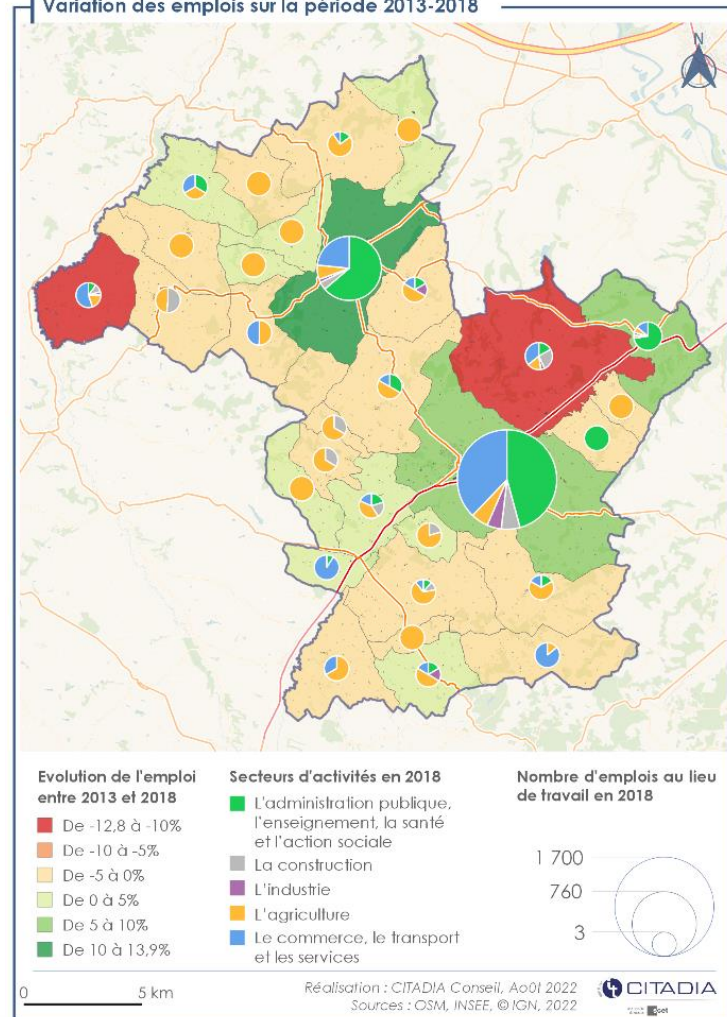 Variation des emplois sur la période 2013-2018
N
Evolution de l'emploi
entre 2013 et 2018
De -12,8 à -10%
De -10 à -5%
De -5 à 0%
De 0 à 5%
De 5 à 10%
De 10 à 13,9%
Secteurs d'activités en 2018
L'administration publique,
l'enseignement, la santé
et l'action sociale
La construction
L'industrie
L'agriculture
Le commerce, le transport
et les services
Nombre d'emplois au lieu
de travail en 2018
1 700
760
3
0 5 km
Réalisation : CITADIA Conseil, Août 2022
Sources : OSM, INSEE, © IGN, 2022
CITADIA